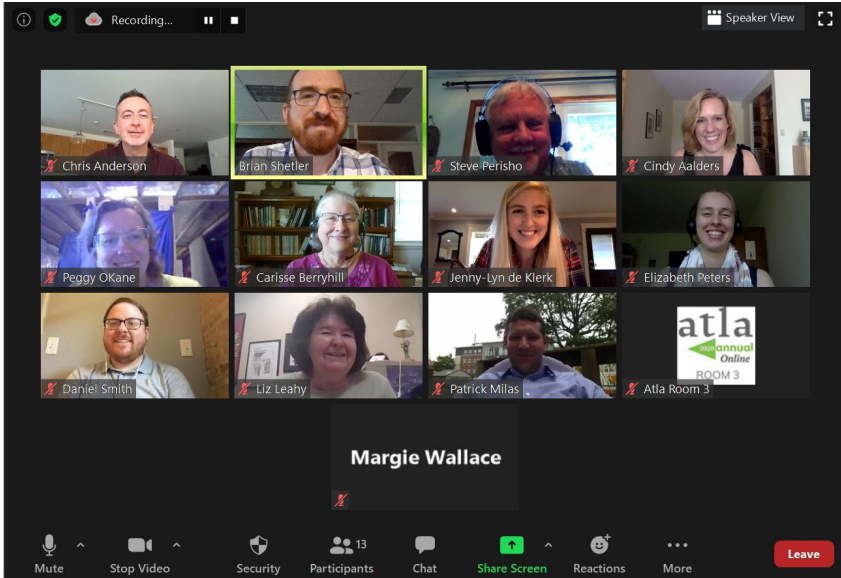 Recording...
Speaker View
Chris Anderson
Brian Shetler
Steve Perisho
Cindy Aalders
Peggy OKane
Carisse Berryhill
Jenny-Lyn de Klerk
Elizabeth Peters
Daniel Smith
Liz Leahy
Patrick Milas
atla
2020 annual
Online
ROOM 3
Atla Room 3
Margie Wallace
13
Mute
Stop Video
Security
Participants
Chat
Share Screen
Reactions
More
Leave